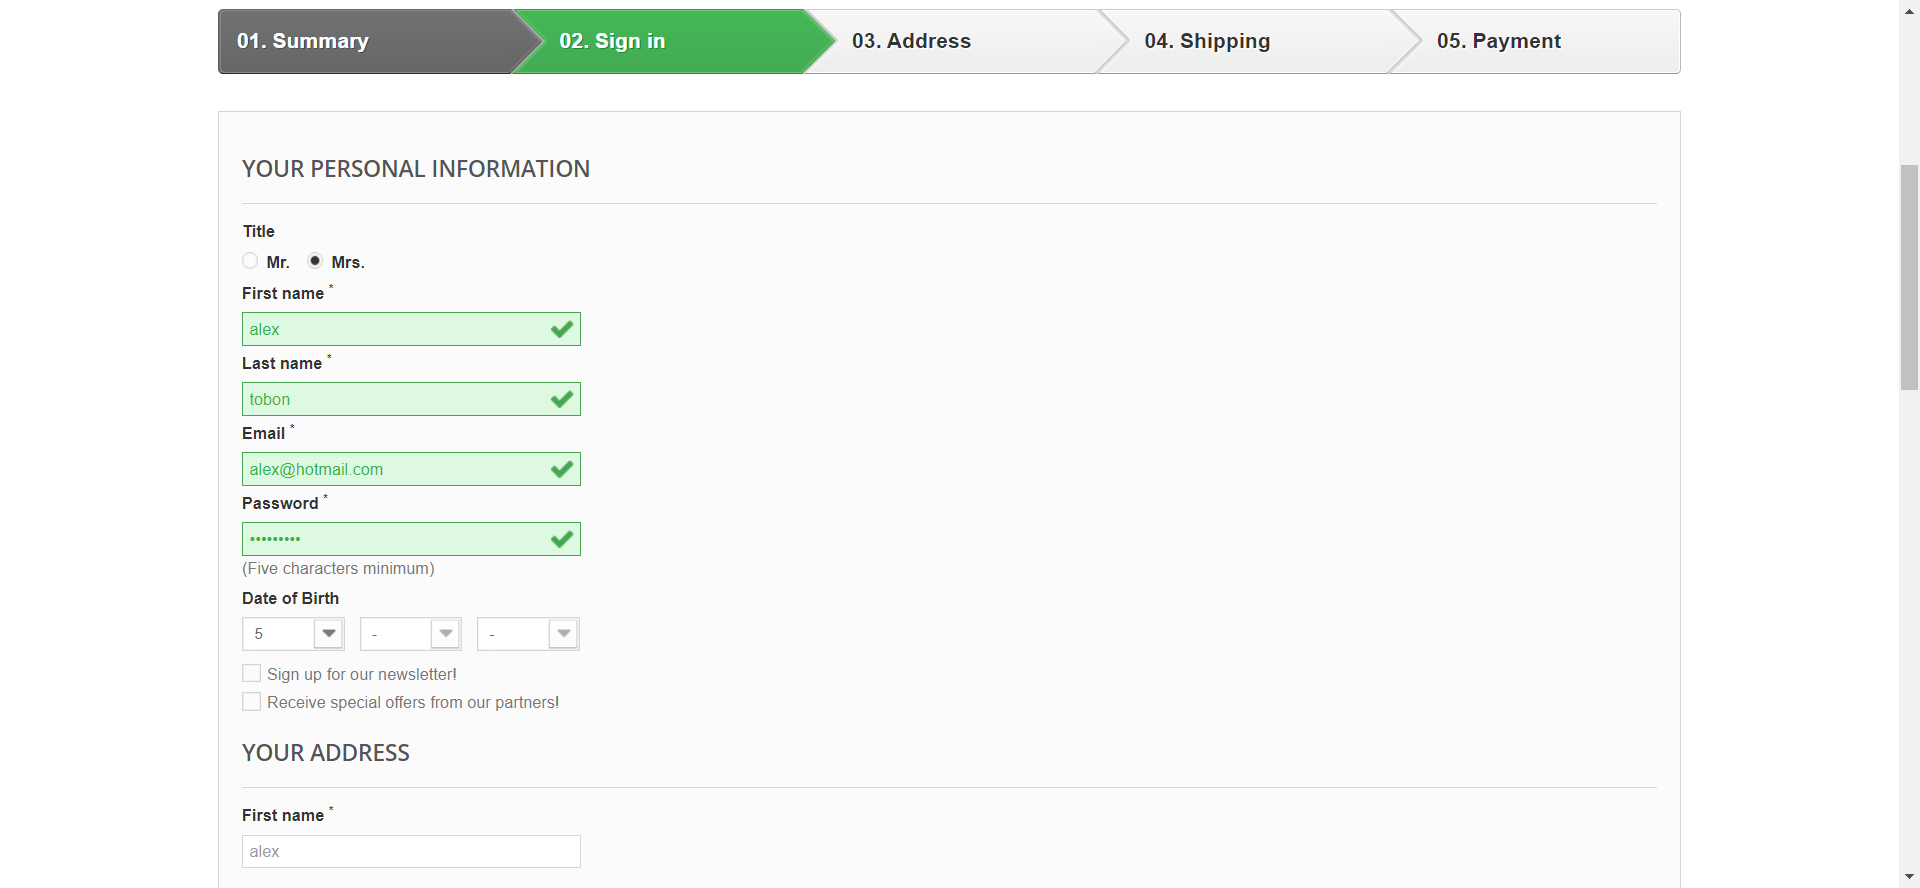 01. Summary
02. Sign in
03. Address
04. Shipping
05. Payment
YOUR PERSONAL INFORMATION
Title
Mr. Mrs.
First name *
alex
Last name *
tobon
Email *
alex@hotmail.com
Password *
•••••••••
(Five characters minimum)
Date of Birth
5 - -
Sign up for our newsletter!
Receive special offers from our partners!
YOUR ADDRESS
First name *
alex